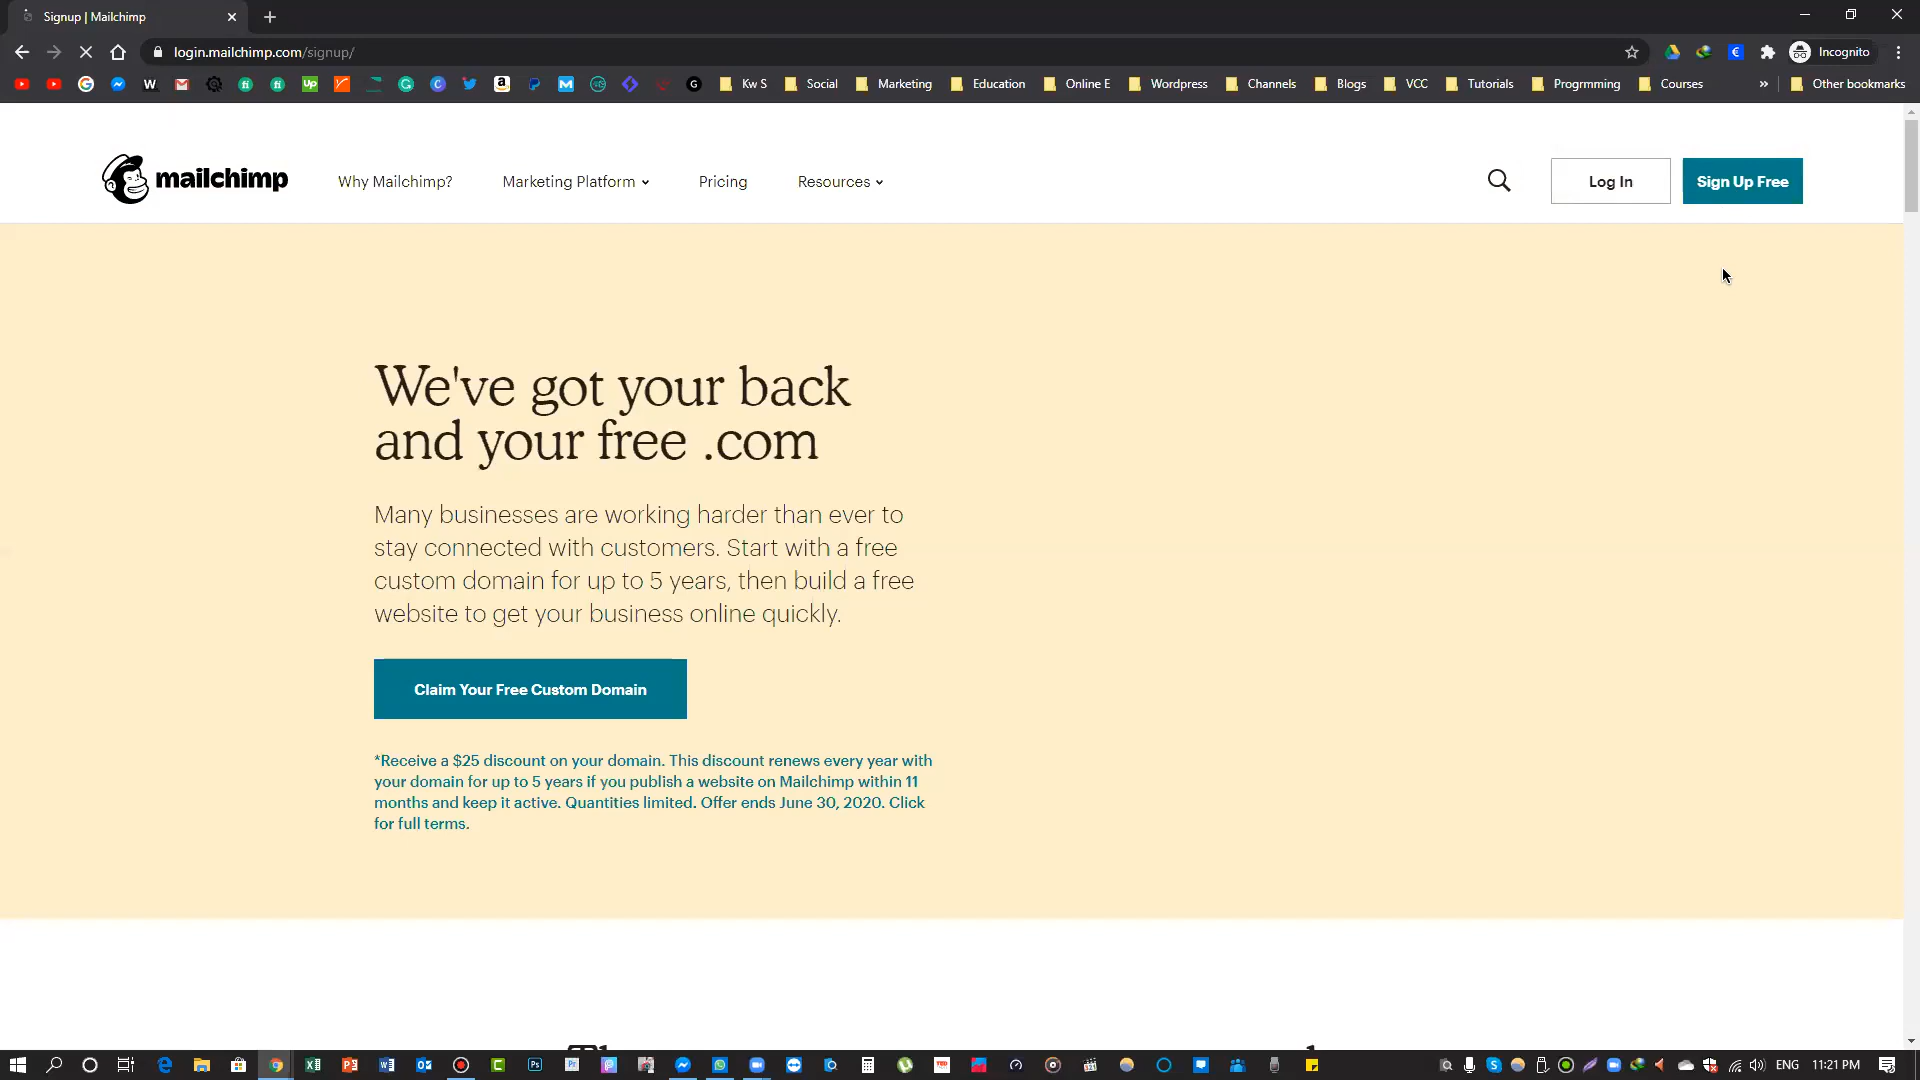 Signup | Mailchimp
login.mailchimp.com/signup/
Incognito
Kw S
Social
Marketing
Education
Online E
Wordpress
Channels
Blogs
VCC
Tutorials
Progrmming
Courses
»
Other bookmarks
mailchimp
Why Mailchimp?
Marketing Platform
Pricing
Resources
Log In
Sign Up Free
We've got your back
and your free .com
Many businesses are working harder than ever to
stay connected with customers. Start with a free
custom domain for up to 5 years, then build a free
website to get your business online quickly.
Claim Your Free Custom Domain
*Receive a $25 discount on your domain. This discount renews every year with
your domain for up to 5 years if you publish a website on Mailchimp within 11
months and keep it active. Quantities limited. Offer ends June 30, 2020. Click
for full terms.
ENG
11:21 PM